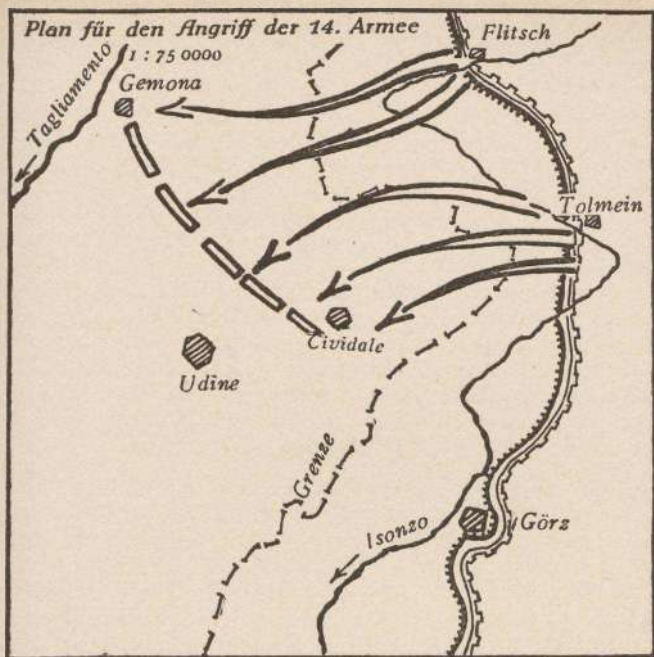 Plan für den Angriff der 14. Armee
1 : 75 0000
Flitsch
Tagliamento
Gemona
Tolmein
Cividale
Udine
Grenze
Isonzo
Görz